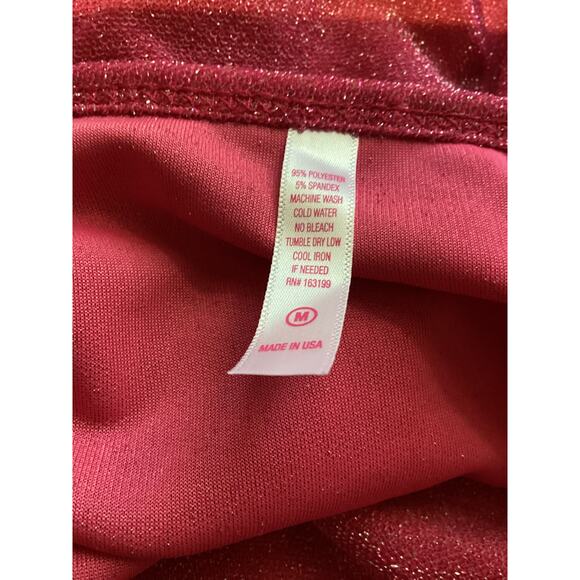 95% POLYESTER
5% SPANDEX
MACHINE WASH
COLD WATER
NO BLEACH
TUMBLE DRY LOW
COOL IRON
IF NEEDED
RN# 163199
M
MADE IN USA